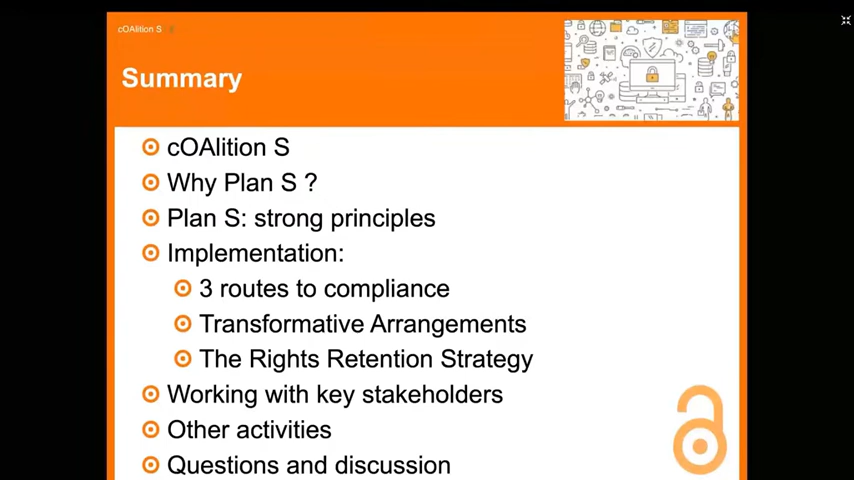 cOAlition S
Summary
cOAlition S
Why Plan S ?
Plan S: strong principles
Implementation:
3 routes to compliance
Transformative Arrangements
The Rights Retention Strategy
Working with key stakeholders
Other activities
Questions and discussion